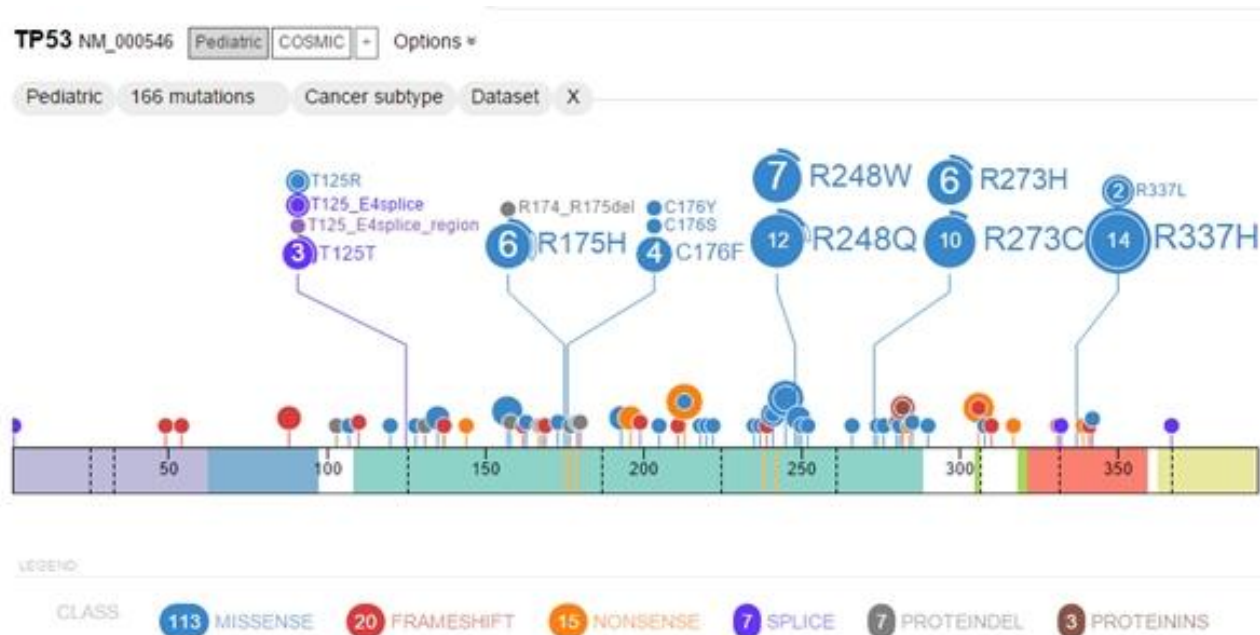 TP53 NM_000546 Pediatric COSMIC + Options
Pediatric 166 mutations Cancer subtype Dataset X
T125R
T125_E4splice
T125_E4splice_region
3 T125T
R174_R175del
6 R175H
C176Y
C176S
4 C176F
7 R248W
12 R248Q
6 R273H
10 R273C
2 R337L
14 R337H
50 100 150 200 250 300 350
LEGEND
CLASS 113 MISSENSE 20 FRAMESHIFT 15 NONSENSE 7 SPLICE 7 PROTEINDEL 3 PROTEININS